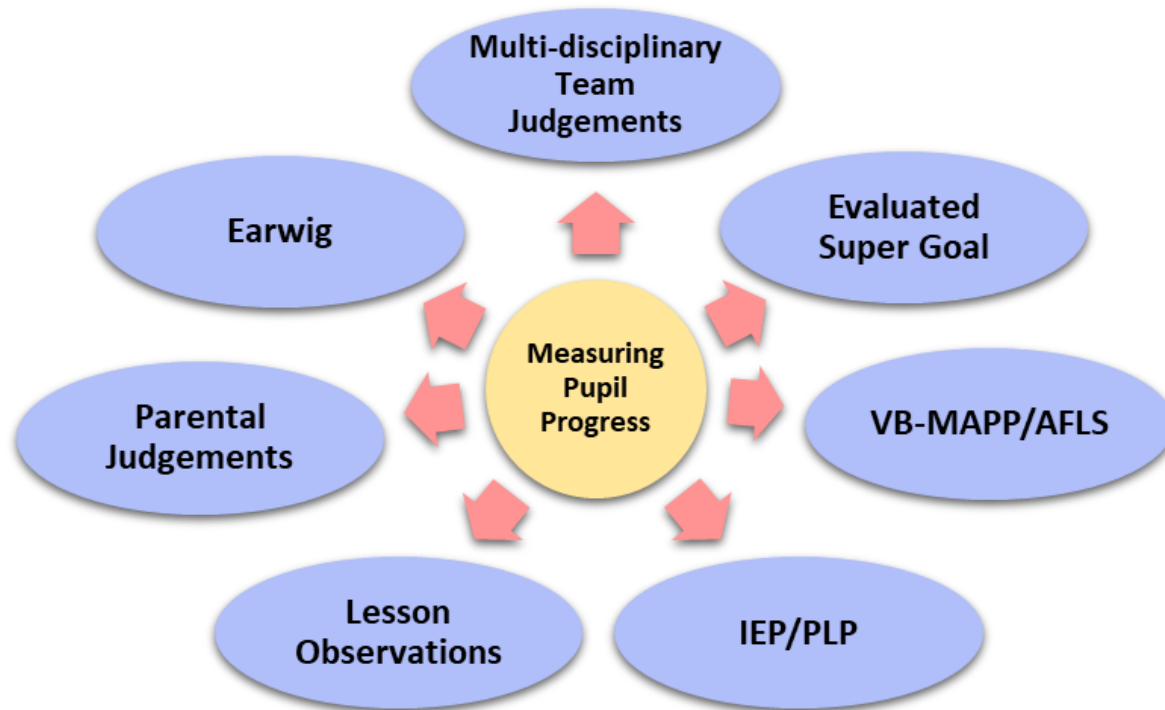 Multi-disciplinary
Team
Judgements
Evaluated
Super Goal
VB-MAPP/AFLS
IEP/PLP
Lesson
Observations
Parental
Judgements
Earwig
Measuring
Pupil
Progress